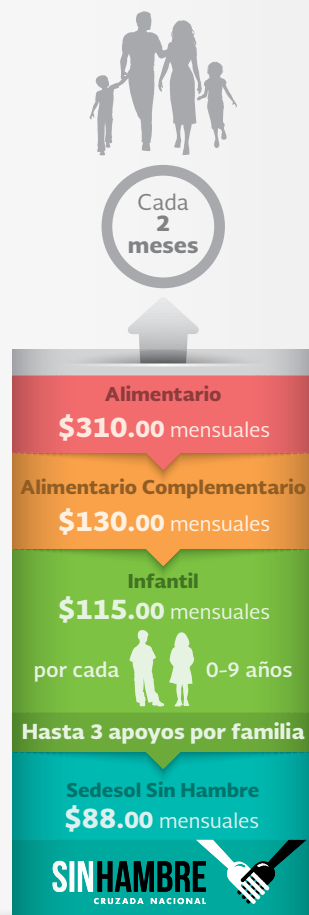 Cada
2
meses
Alimentario
$310.00 mensuales
Alimentario Complementario
$130.00 mensuales
Infantil
$115.00 mensuales
por cada 0-9 años
Hasta 3 apoyos por familia
Sedesol Sin Hambre
$88.00 mensuales
SINHAMBRE
CRUZADA NACIONAL